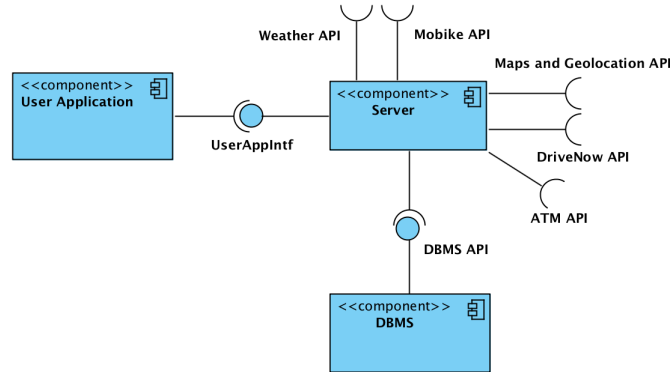 Weather API
Mobike API
Maps and Geolocation API
<<component>>
User Application
<<component>>
Server
UserAppIntf
DriveNow API
ATM API
DBMS API
<<component>>
DBMS